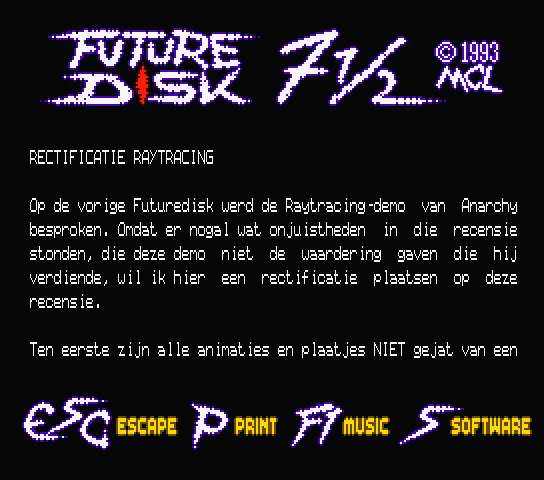 FUTURE DISK 7 1/2 © 1993 MCL
RECTIFICATIE RAYTRACING
Op de vorige Futuredisk werd de Raytracing-demo van Anarchy
besproken. Omdat er nogal wat onjuistheden in die recensie
stonden, die deze demo niet de waardering gaven die hij
verdiende, wil ik hier een rectificatie plaatsen op deze
recensie.
Ten eerste zijn alle animaties en plaatjes NIET gejat van een
ESC ESCAPE P PRINT F1 MUSIC S SOFTWARE